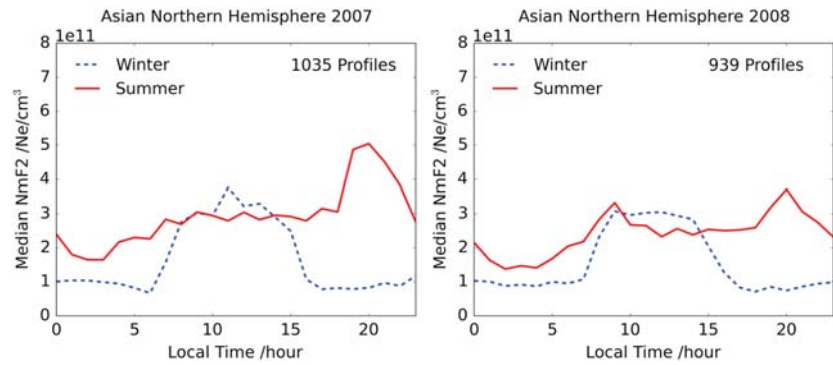 Asian Northern Hemisphere 2007
8 1e11
7
6
5
4
3
2
1
0
Median NmF2 /Ne/cm³
Winter
Summer
1035 Profiles
0 5 10 15 20
Local Time /hour
Asian Northern Hemisphere 2008
8 1e11
7
6
5
4
3
2
1
0
Median NmF2 /Ne/cm³
Winter
Summer
939 Profiles
0 5 10 15 20
Local Time /hour